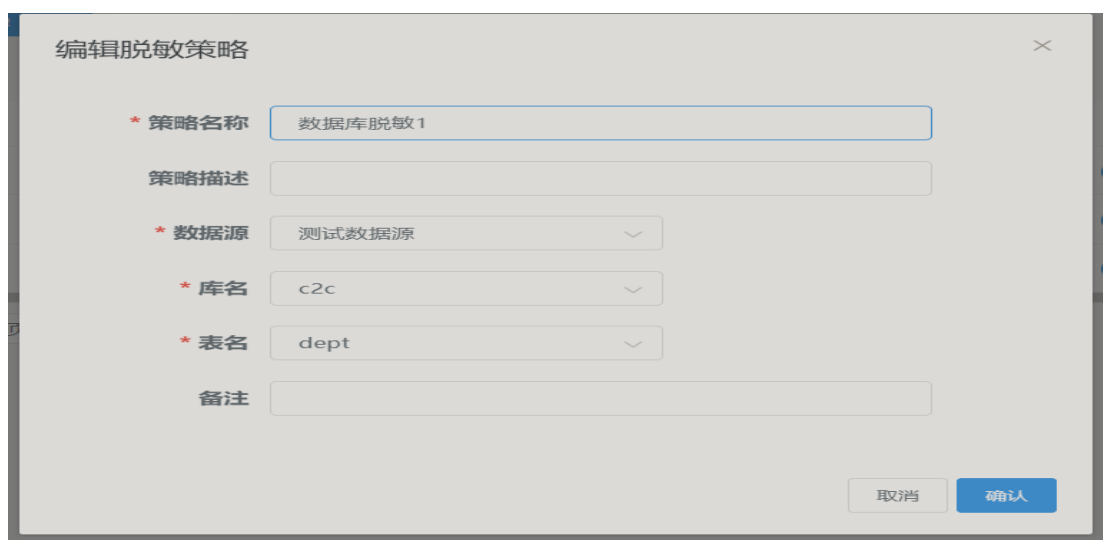 编辑脱敏策略
* 策略名称 数据库脱敏1
策略描述
* 数据源 测试数据源
* 库名 c2c
* 表名 dept
备注
取消 确认